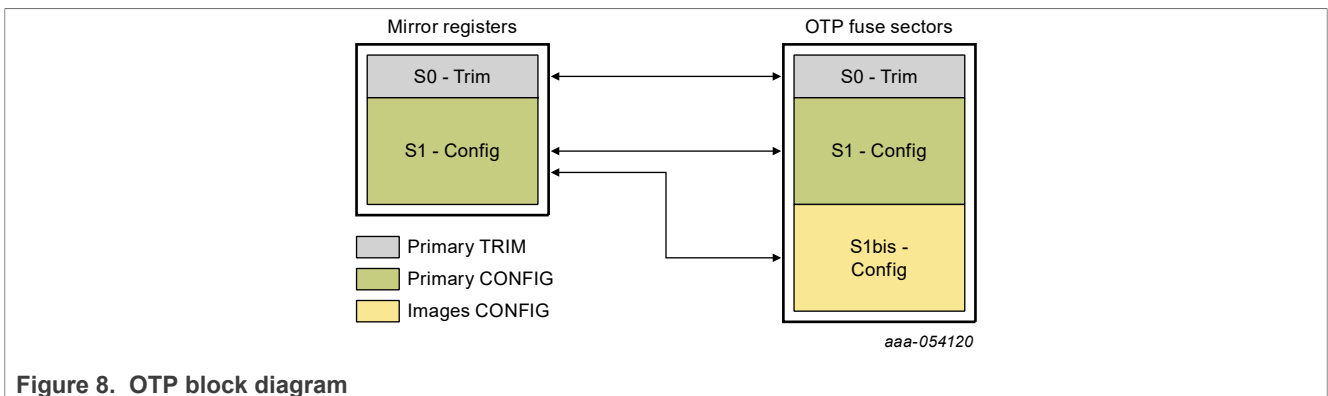 Mirror registers
OTP fuse sectors
S0 - Trim
S0 - Trim
S1 - Config
S1 - Config
S1bis -
Config
Primary TRIM
Primary CONFIG
Images CONFIG
aaa-054120
Figure 8. OTP block diagram